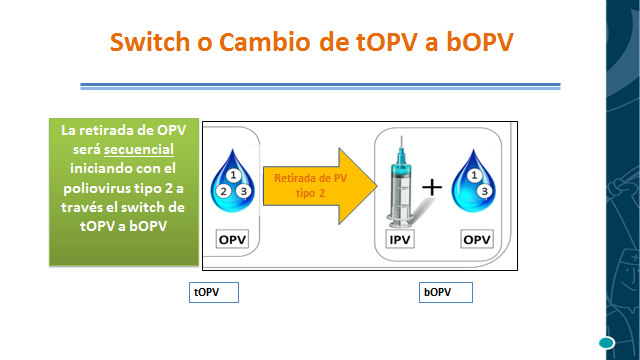 Switch o Cambio de tOPV a bOPV
La retirada de OPV
será secuencial
iniciando con el
poliovirus tipo 2 a
través el switch de
tOPV a bOPV
1
2 3
OPV
Retirada de PV
tipo 2
IPV
+
1
3
OPV
tOPV
bOPV